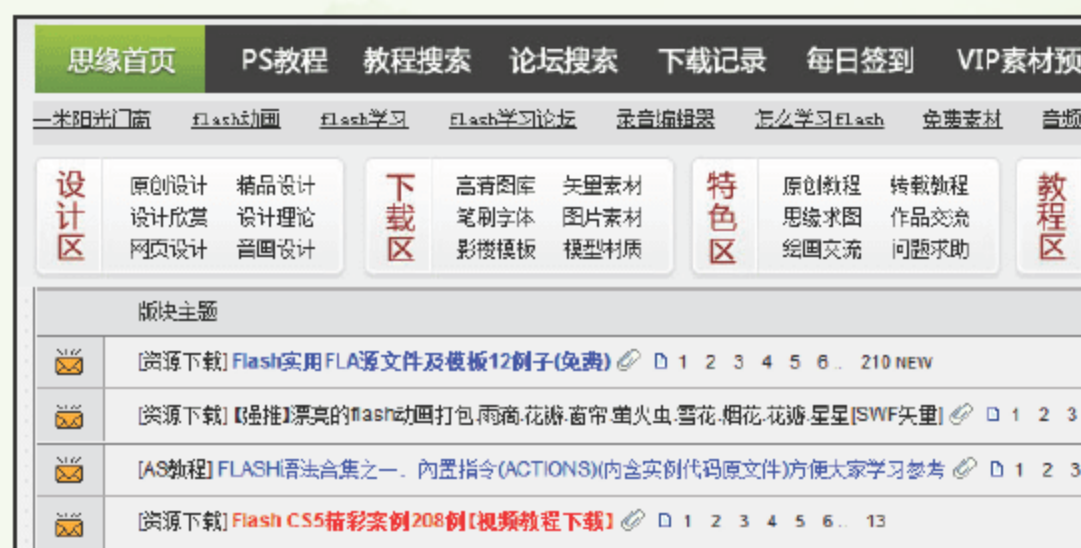 思缘首页 PS教程 教程搜索 论坛搜索 下载记录 每日签到 VIP素材预
一米阳光门窗 flash动画 flash学习 flash学习论坛 录音编辑器 怎么学习flash 免费素材 音频
设计区 原创设计 精品设计 下载区 高清图库 矢量素材 特色区 原创教程 转载教程 教程区
设计欣赏 设计理论 笔刷字体 图片素材 思缘求图 作品交流
网页设计 音画设计 影楼模板 模型材质 绘画交流 问题求助
版块主题
[资源下载] Flash实用FLA源文件及模板12例子(免费) 1 2 3 4 5 6 .. 210 NEW
[资源下载]【强推】漂亮的flash动画打包.雨滴.花瓣.窗帘.萤火虫.雪花.烟花.花瓣.星星[SWF矢量] 1 2 3
[AS教程] FLASH语法合集之一．內置指令(ACTIONS)(内含实例代码原文件)方便大家学习参考 1 2 3
[资源下载] Flash CS5精彩案例208例【视频教程下载】 1 2 3 4 5 6 .. 13